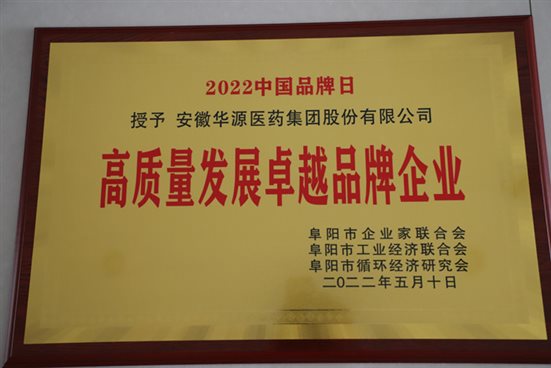 2022中国品牌日
授予 安徽华源医药集团股份有限公司
高质量发展卓越品牌企业
阜阳市企业家联合会
阜阳市工业经济联合会
阜阳市循环经济研究会
二〇二二年五月十日